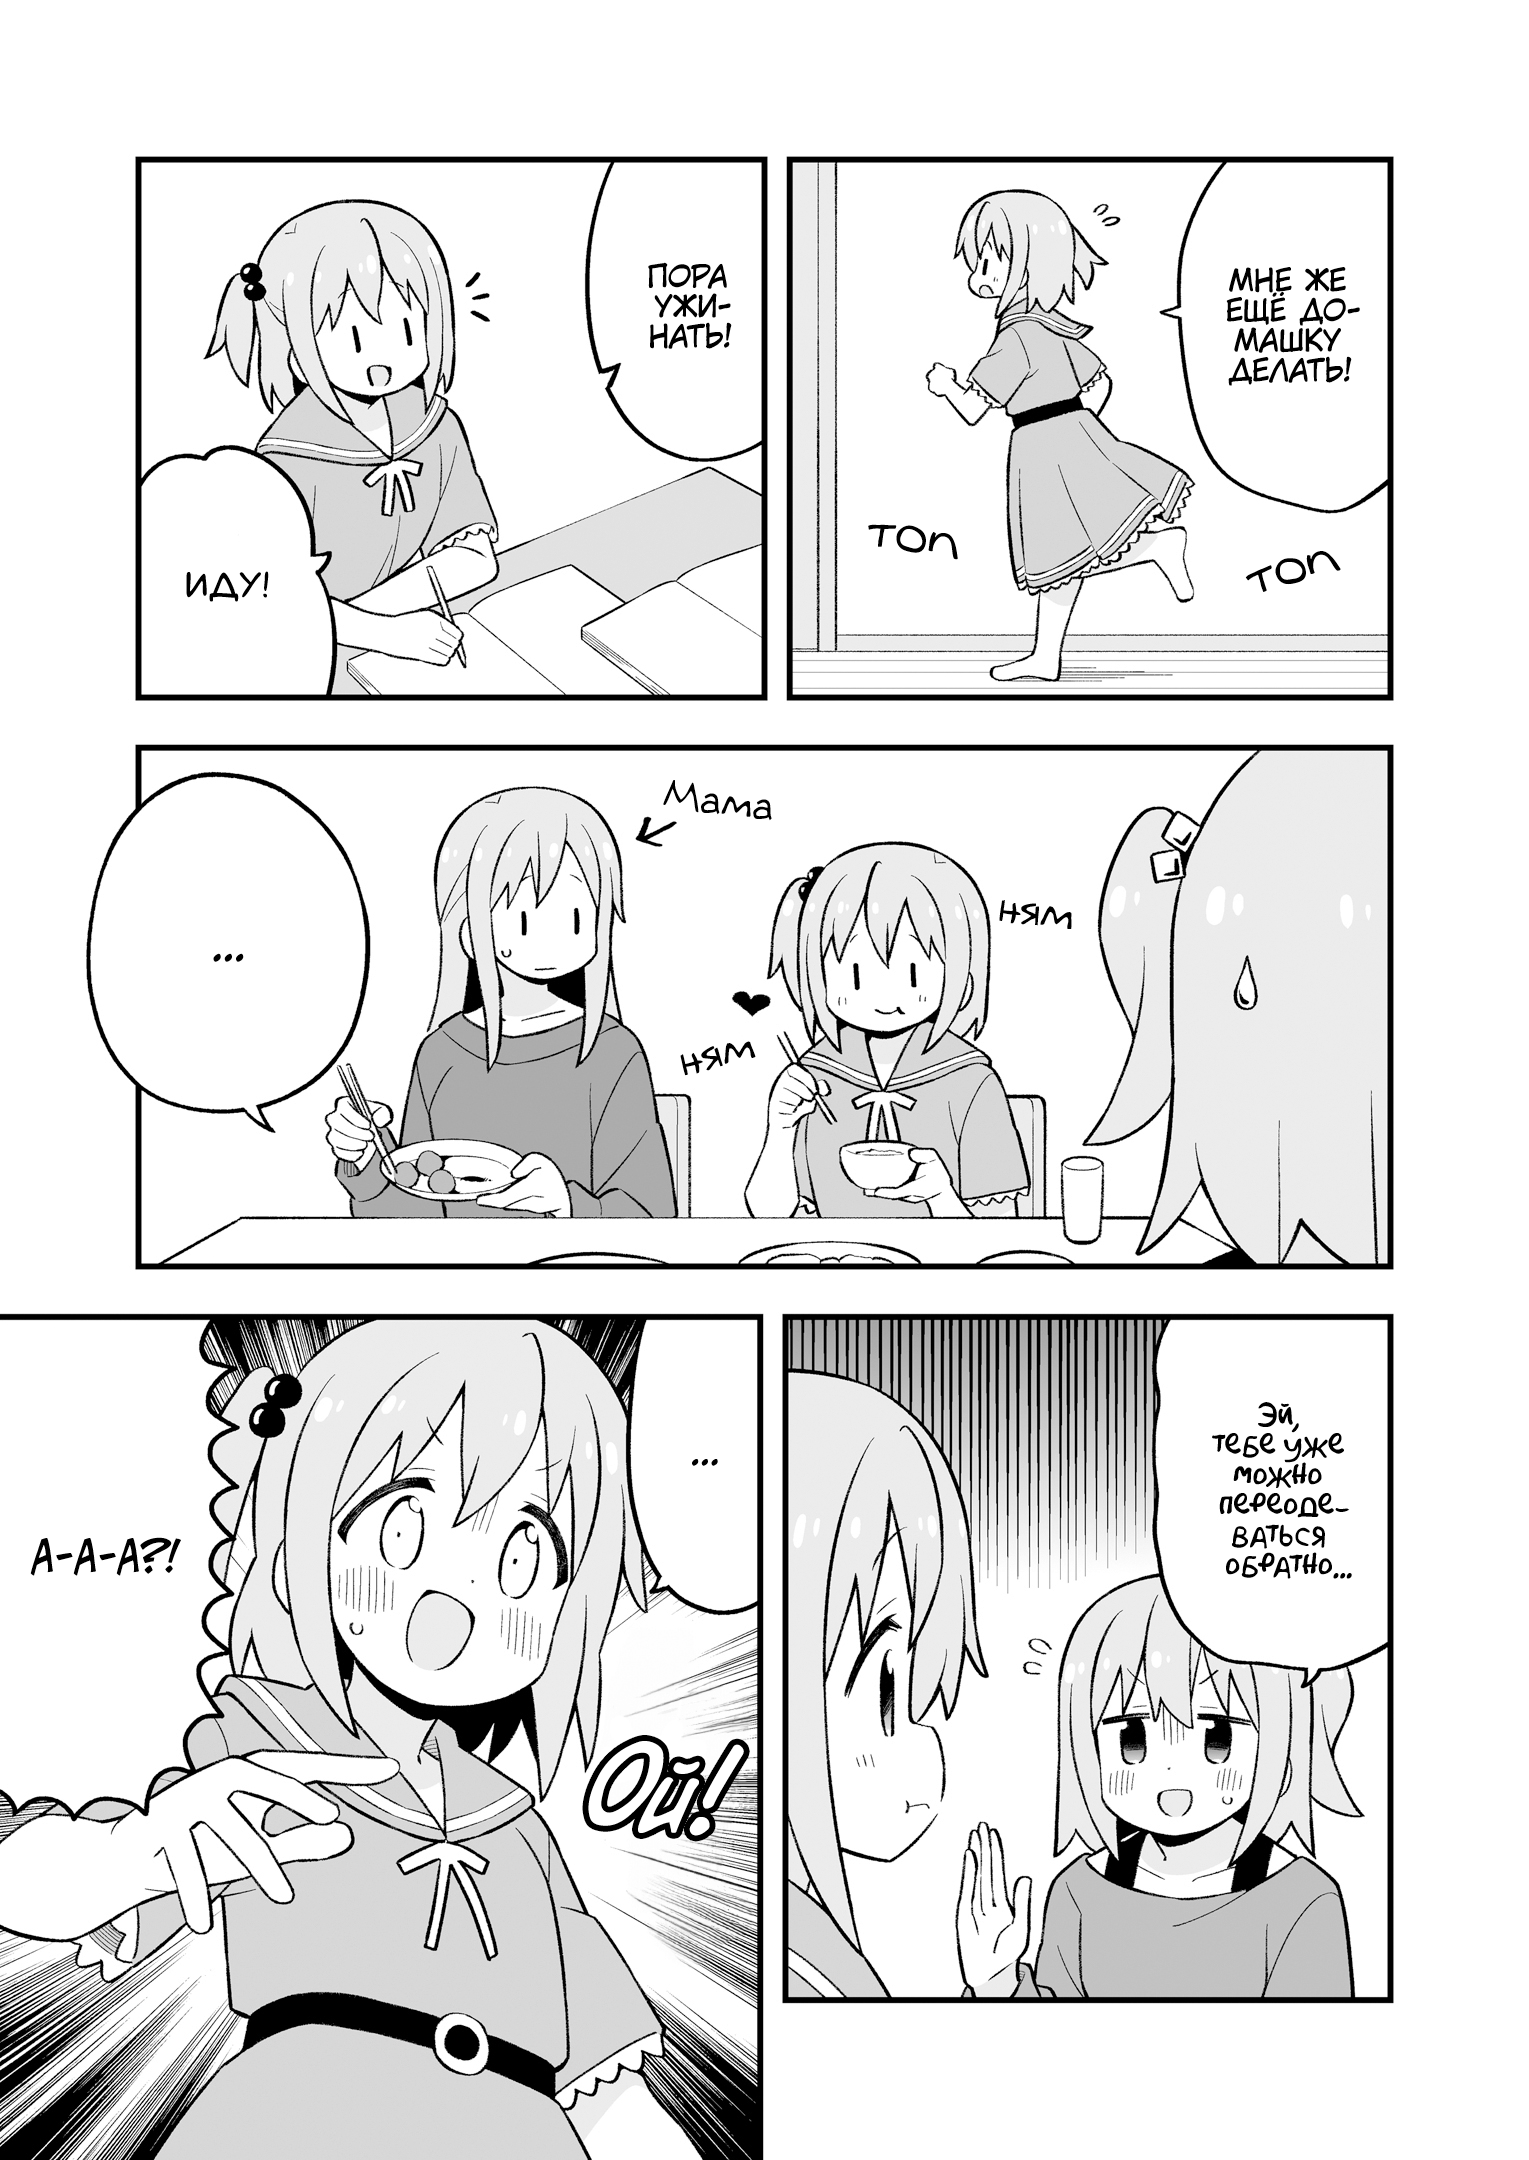 МНЕ ЖЕ
ЕЩЁ ДО-
МАШКУ
ДЕЛАТЬ!
ТОП
ТОП
ПОРА
УЖИ-
НАТЬ!
ИДУ!
Мама
НЯМ
НЯМ
...
ЭЙ,
ТЕБЕ УЖЕ
МОЖНО
ПЕРЕОДЕ-
ВАТЬСЯ
ОБРАТНО...
...
Ой!
А-А-А?!